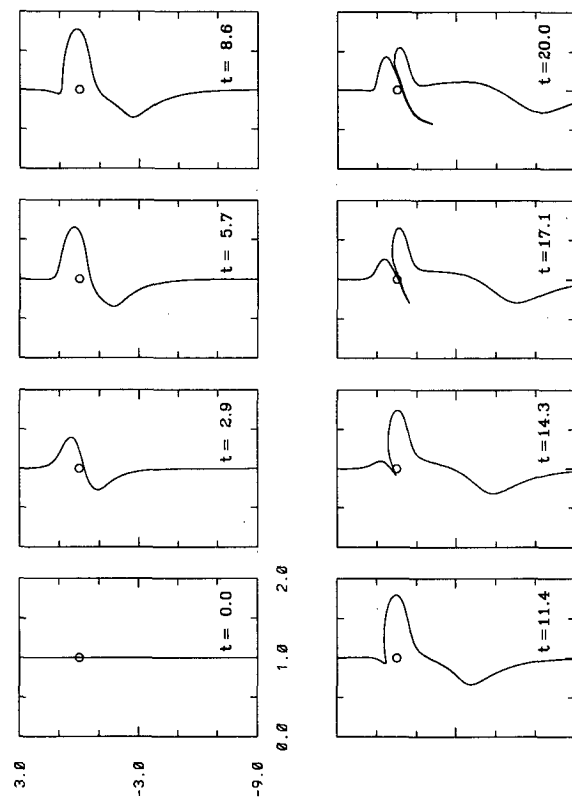 t = 8.6
t = 20.0
t = 5.7
t = 17.1
t = 2.9
t = 14.3
t = 0.0
t = 11.4
0.0
1.0
2.0
3.0
-3.0
-9.0